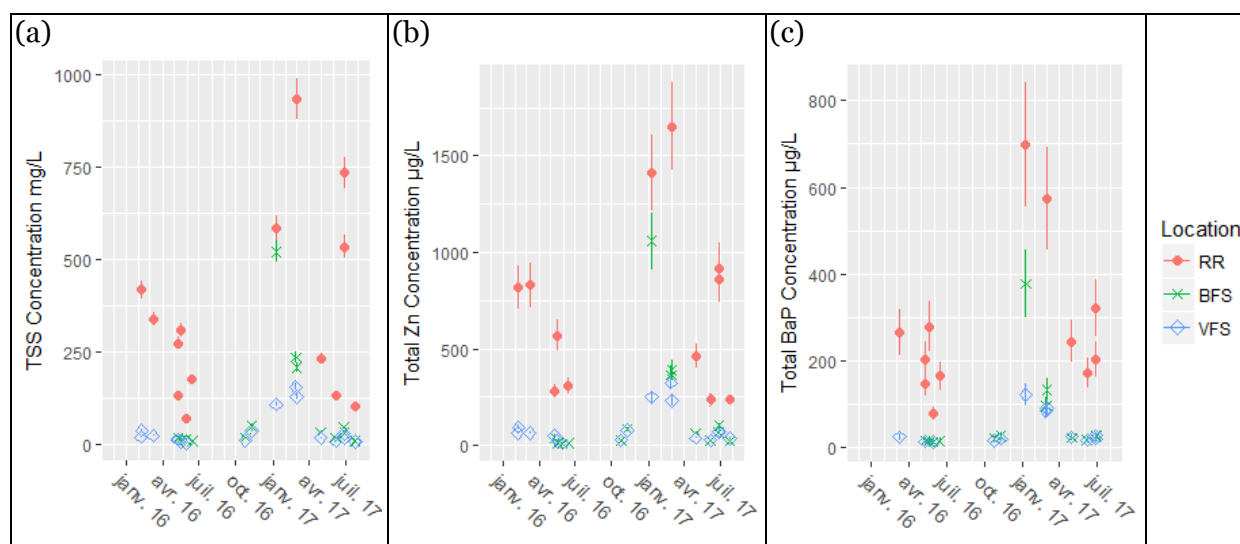 (a)
TSS Concentration mg/L
1000
750
500
250
0
janv. 16
avr. 16
juil. 16
oct. 16
janv. 17
avr. 17
juil. 17
(b)
Total Zn Concentration µg/L
1500
1000
500
0
janv. 16
avr. 16
juil. 16
oct. 16
janv. 17
avr. 17
juil. 17
(c)
Total BaP Concentration µg/L
800
600
400
200
0
janv. 16
avr. 16
juil. 16
oct. 16
janv. 17
avr. 17
juil. 17
Location
RR
BFS
VFS